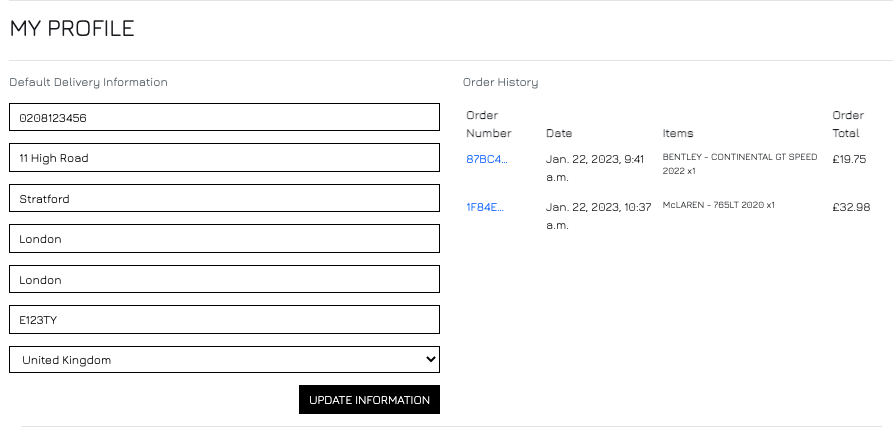 MY PROFILE
Default Delivery Information
0208123456
11 High Road
Stratford
London
London
E123TY
United Kingdom
UPDATE INFORMATION
Order History
Order Number Date Items Order Total
87BC4... Jan. 22, 2023, 9:41 a.m. BENTLEY - CONTINENTAL GT SPEED 2022 x1 £19.75
1F84E... Jan. 22, 2023, 10:37 a.m. McLAREN - 765LT 2020 x1 £32.98